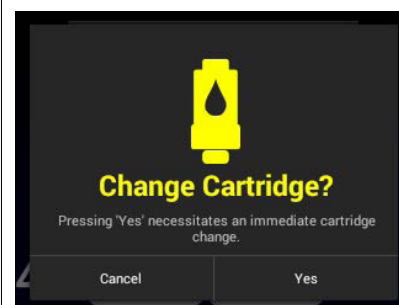 Change Cartridge?
Pressing 'Yes' necessitates an immediate cartridge
change.
Cancel
Yes